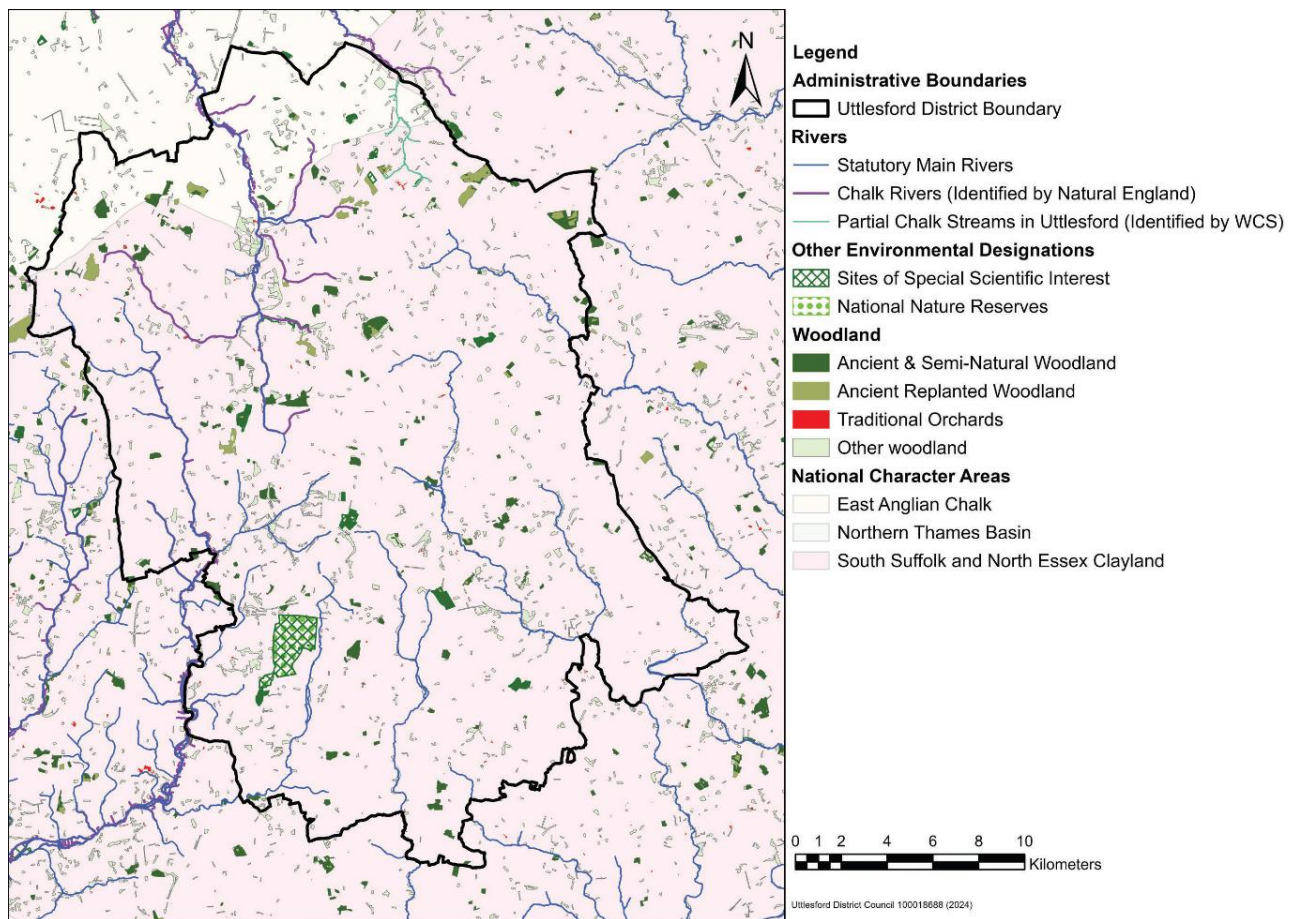 N
Legend
Administrative Boundaries
Uttlesford District Boundary
Rivers
Statutory Main Rivers
Chalk Rivers (Identified by Natural England)
Partial Chalk Streams in Uttlesford (Identified by WCS)
Other Environmental Designations
Sites of Special Scientific Interest
National Nature Reserves
Woodland
Ancient & Semi-Natural Woodland
Ancient Replanted Woodland
Traditional Orchards
Other woodland
National Character Areas
East Anglian Chalk
Northern Thames Basin
South Suffolk and North Essex Clayland
0 1 2 4 6 8 10
Kilometers
Uttlesford District Council 100018688 (2024)